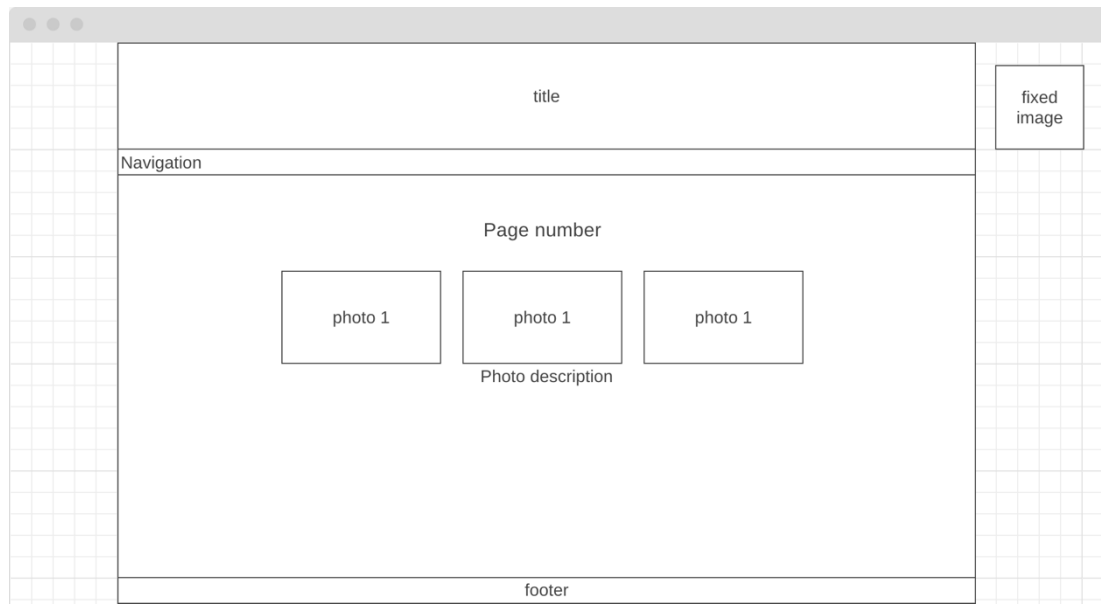 title
fixed
image
Navigation
Page number
photo 1
photo 1
photo 1
Photo description
footer